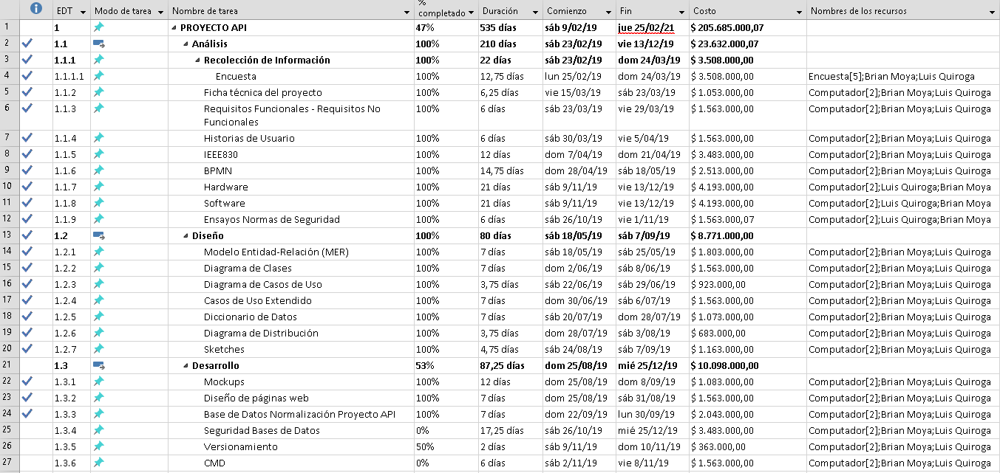 EDT Modo de tarea Nombre de tarea % completado Duración Comienzo Fin Costo Nombres de los recursos
1 1 PROYECTO API 47% 535 días sáb 9/02/19 jue 25/02/21 $ 205.685.000,07
2 1.1 Análisis 100% 210 días sáb 23/02/19 vie 13/12/19 $ 23.632.000,07
3 1.1.1 Recolección de Información 100% 22 días sáb 23/02/19 dom 24/03/19 $ 3.508.000,00
4 1.1.1.1 Encuesta 100% 12,75 días lun 25/02/19 dom 24/03/19 $ 3.508.000,00 Encuesta[5];Brian Moya;Luis Quiroga
5 1.1.2 Ficha técnica del proyecto 100% 6,25 días vie 15/03/19 sáb 23/03/19 $ 1.053.000,00 Computador[2];Brian Moya;Luis Quiroga
6 1.1.3 Requisitos Funcionales - Requisitos No 100% 6 días sáb 23/03/19 vie 29/03/19 $ 1.563.000,00 Computador[2];Brian Moya;Luis Quiroga
Funcionales
7 1.1.4 Historias de Usuario 100% 6 días sáb 30/03/19 vie 5/04/19 $ 1.563.000,00 Computador[2];Brian Moya;Luis Quiroga
8 1.1.5 IEEE830 100% 12 días dom 7/04/19 dom 21/04/19 $ 3.483.000,00 Computador[2];Brian Moya;Luis Quiroga
9 1.1.6 BPMN 100% 14,75 días dom 28/04/19 sáb 18/05/19 $ 2.513.000,00 Computador[2];Brian Moya;Luis Quiroga
10 1.1.7 Hardware 100% 21 días sáb 9/11/19 vie 13/12/19 $ 4.193.000,00 Computador[2];Luis Quiroga;Brian Moya
11 1.1.8 Software 100% 21 días sáb 9/11/19 vie 13/12/19 $ 4.193.000,00 Computador[2];Luis Quiroga;Brian Moya
12 1.1.9 Ensayos Normas de Seguridad 100% 6 días sáb 26/10/19 vie 1/11/19 $ 1.563.000,07 Computador[2];Luis Quiroga;Brian Moya
13 1.2 Diseño 100% 80 días sáb 18/05/19 sáb 7/09/19 $ 8.771.000,00
14 1.2.1 Modelo Entidad-Relación (MER) 100% 7 días sáb 18/05/19 sáb 25/05/19 $ 1.803.000,00 Computador[2];Brian Moya;Luis Quiroga
15 1.2.2 Diagrama de Clases 100% 7 días dom 2/06/19 sáb 8/06/19 $ 1.563.000,00 Computador[2];Brian Moya;Luis Quiroga
16 1.2.3 Diagrama de Casos de Uso 100% 3,75 días sáb 22/06/19 sáb 29/06/19 $ 923.000,00 Computador[2];Brian Moya;Luis Quiroga
17 1.2.4 Casos de Uso Extendido 100% 7 días dom 30/06/19 sáb 6/07/19 $ 1.563.000,00 Computador[2];Brian Moya;Luis Quiroga
18 1.2.5 Diccionario de Datos 100% 7 días sáb 20/07/19 dom 28/07/19 $ 1.073.000,00 Computador[2];Brian Moya;Luis Quiroga
19 1.2.6 Diagrama de Distribución 100% 3,75 días dom 28/07/19 sáb 3/08/19 $ 683.000,00 Computador[2];Brian Moya;Luis Quiroga
20 1.2.7 Sketches 100% 4,75 días sáb 24/08/19 sáb 7/09/19 $ 1.163.000,00 Computador[2];Brian Moya;Luis Quiroga
21 1.3 Desarrollo 53% 87,25 días dom 25/08/19 mié 25/12/19 $ 10.098.000,00
22 1.3.1 Mockups 100% 12 días dom 25/08/19 dom 8/09/19 $ 1.083.000,00 Computador[2];Brian Moya;Luis Quiroga
23 1.3.2 Diseño de páginas web 100% 7 días dom 25/08/19 sáb 31/08/19 $ 1.563.000,00 Computador[2];Brian Moya;Luis Quiroga
24 1.3.3 Base de Datos Normalización Proyecto API 100% 7 días dom 22/09/19 lun 30/09/19 $ 2.043.000,00 Computador[2];Brian Moya;Luis Quiroga
25 1.3.4 Seguridad Bases de Datos 0% 17,25 días sáb 26/10/19 mié 25/12/19 $ 3.483.000,00 Computador[2];Brian Moya;Luis Quiroga
26 1.3.5 Versionamiento 50% 2 días sáb 9/11/19 dom 10/11/19 $ 363.000,00 Computador[2];Brian Moya;Luis Quiroga
27 1.3.6 CMD 0% 6 días sáb 2/11/19 vie 8/11/19 $ 1.563.000,00 Computador[2];Brian Moya;Luis Quiroga